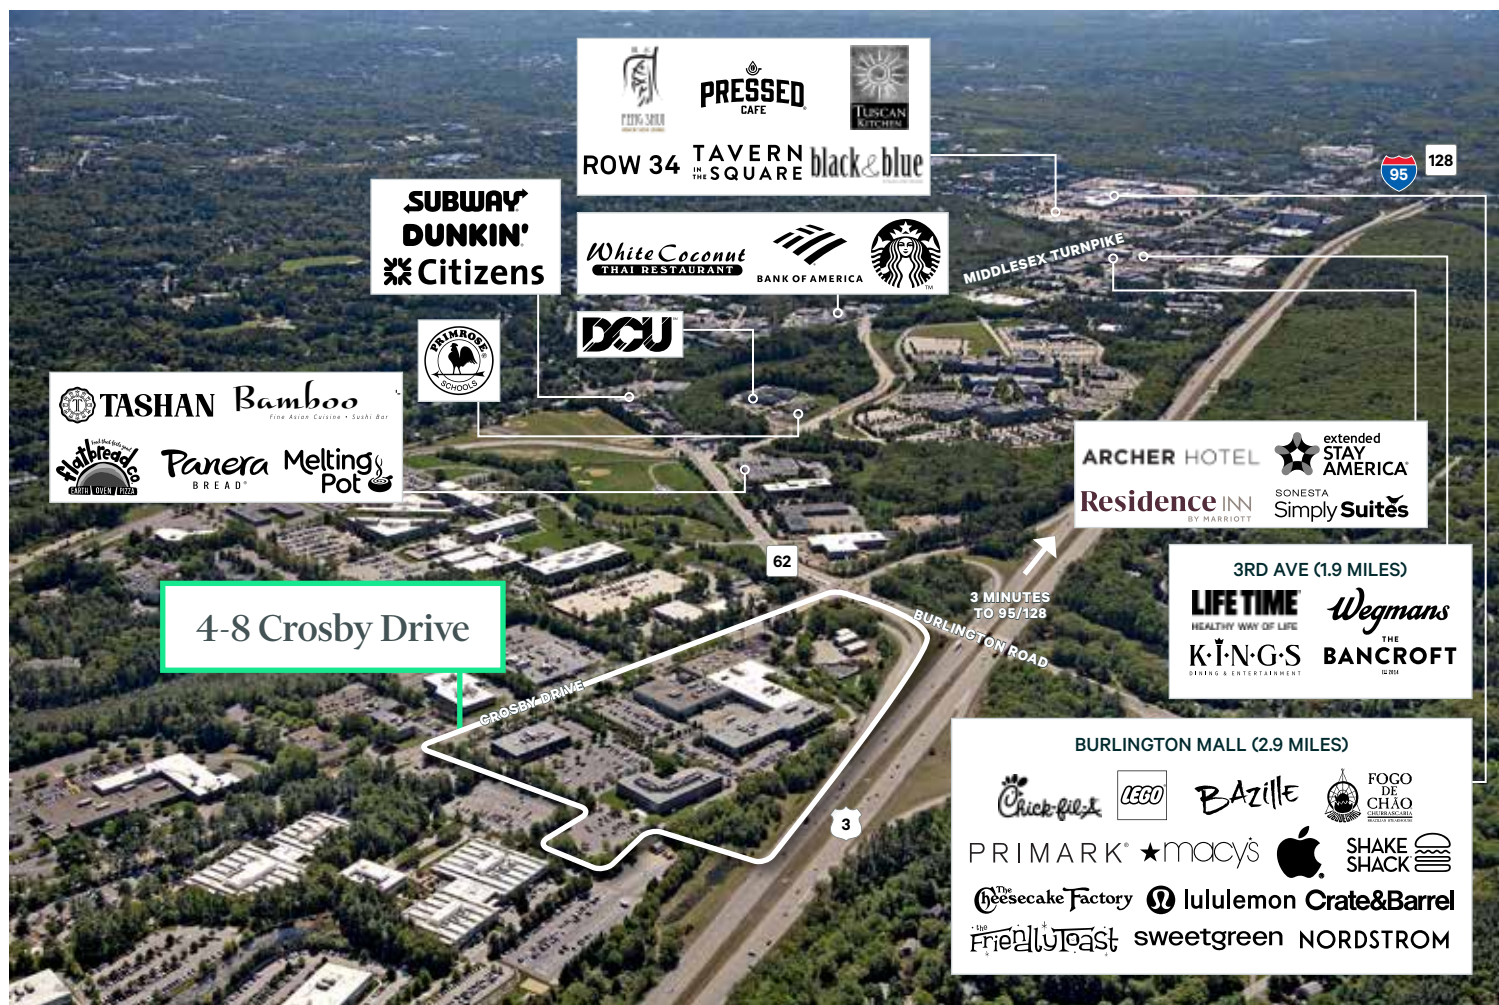 FENG SHUI
PRESSED
CAFE
TUSCAN
KITCHEN
ROW 34
TAVERN
IN THE SQUARE
black&blue
128
95
SUBWAY
DUNKIN'
Citizens
White Coconut
THAI RESTAURANT
BANK OF AMERICA
TM
MIDDLESEX TURNPIKE
DCU
PRIMROSE
SCHOOLS
TASHAN
Bamboo
Fine Asian Cuisine • Sushi Bar
flatbread co
EARTH OVEN PIZZA
Panera
BREAD®
Melting
Pot
ARCHER HOTEL
extended
STAY
AMERICA®
Residence INN
BY MARRIOTT
SONESTA
Simply Suites
62
3 MINUTES
TO 95/128
BURLINGTON ROAD
4-8 Crosby Drive
CROSBY DRIVE
3
3RD AVE (1.9 MILES)
LIFE TIME
HEALTHY WAY OF LIFE
Wegmans
K·I·N·G·S
DINING & ENTERTAINMENT
THE
BANCROFT
BURLINGTON MALL (2.9 MILES)
Chick-fil-A
LEGO
BAZille
FOGO
DE
CHÃO
CHURRASCARIA
BRAZILIAN STEAKHOUSE
PRIMARK®
★macy's
SHAKE
SHACK
The
Cheesecake Factory
lululemon
Crate&Barrel
the
Friendly Toast
sweetgreen
NORDSTROM